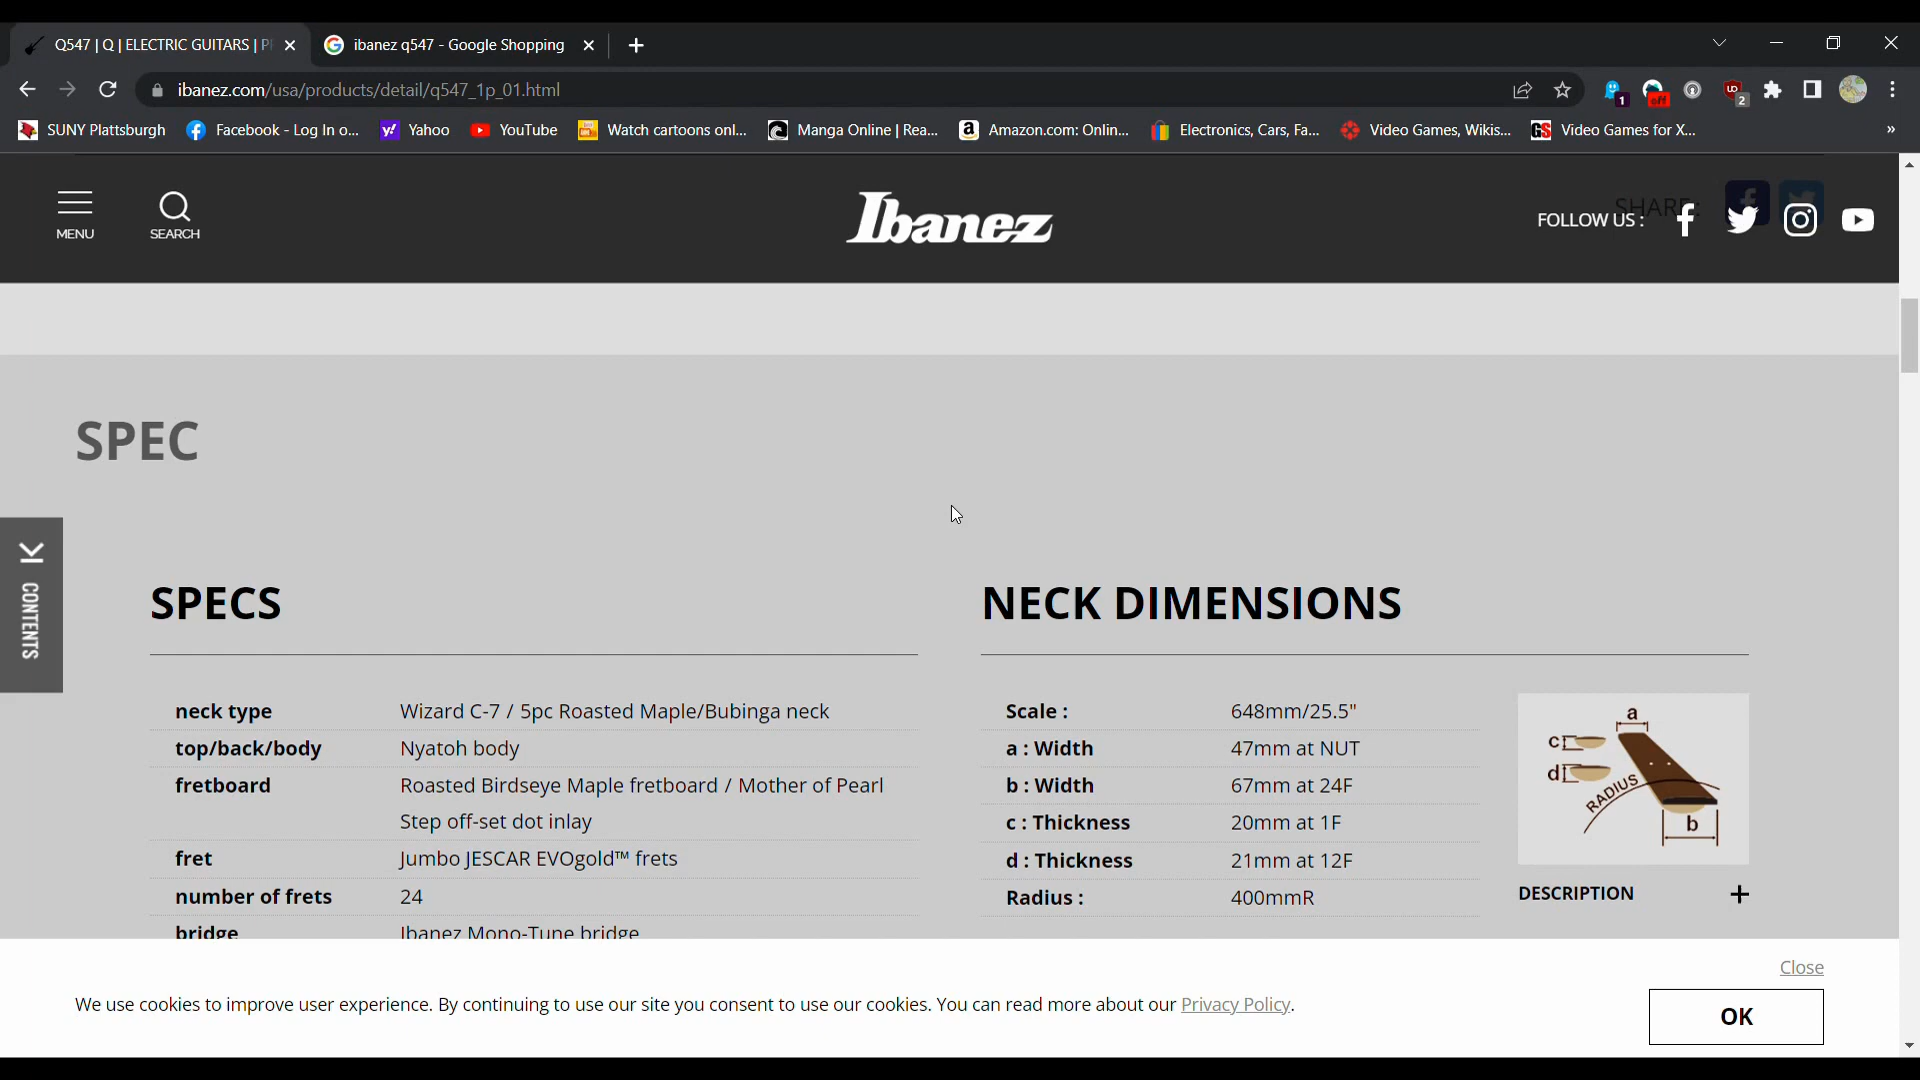 Q547 | Q | ELECTRIC GUITARS | P
ibanez q547 - Google Shopping
ibanez.com/usa/products/detail/q547_1p_01.html
1
off
UD
2
SUNY Plattsburgh
Facebook - Log In o...
Yahoo
YouTube
Watch cartoons onl...
Manga Online | Rea...
Amazon.com: Onlin...
Electronics, Cars, Fa...
Video Games, Wikis...
Video Games for X...
MENU
SEARCH
Ibanez
SHARE :
FOLLOW US :
SPEC
CONTENTS
SPECS
neck type Wizard C-7 / 5pc Roasted Maple/Bubinga neck
top/back/body Nyatoh body
fretboard Roasted Birdseye Maple fretboard / Mother of Pearl
Step off-set dot inlay
fret Jumbo JESCAR EVOgold™ frets
number of frets 24
bridge Ibanez Mono-Tune bridge
NECK DIMENSIONS
Scale : 648mm/25.5"
a : Width 47mm at NUT
b : Width 67mm at 24F
c : Thickness 20mm at 1F
d : Thickness 21mm at 12F
Radius : 400mmR
a
c
d
RADIUS
b
DESCRIPTION +
Close
We use cookies to improve user experience. By continuing to use our site you consent to use our cookies. You can read more about our Privacy Policy.
OK